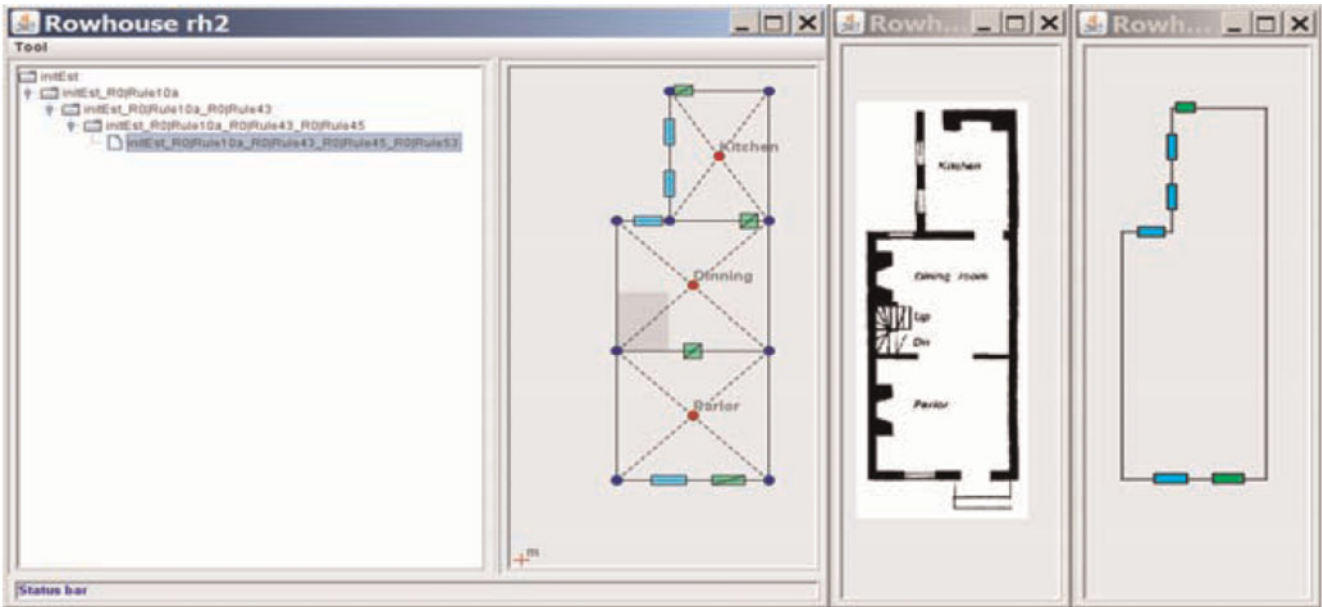 Rowhouse rh2
Rowh...
Rowh...
Tool
initEst
initEst_R0|Rule10a
initEst_R0|Rule10a_R0|Rule43
initEst_R0|Rule10a_R0|Rule43_R0|Rule45
initEst_R0|Rule10a_R0|Rule43_R0|Rule45_R0|Rule53
Kitchen
Dinning
Parlor
m
Kitchen
Dining room
Up
Dn
Parlor
Status bar